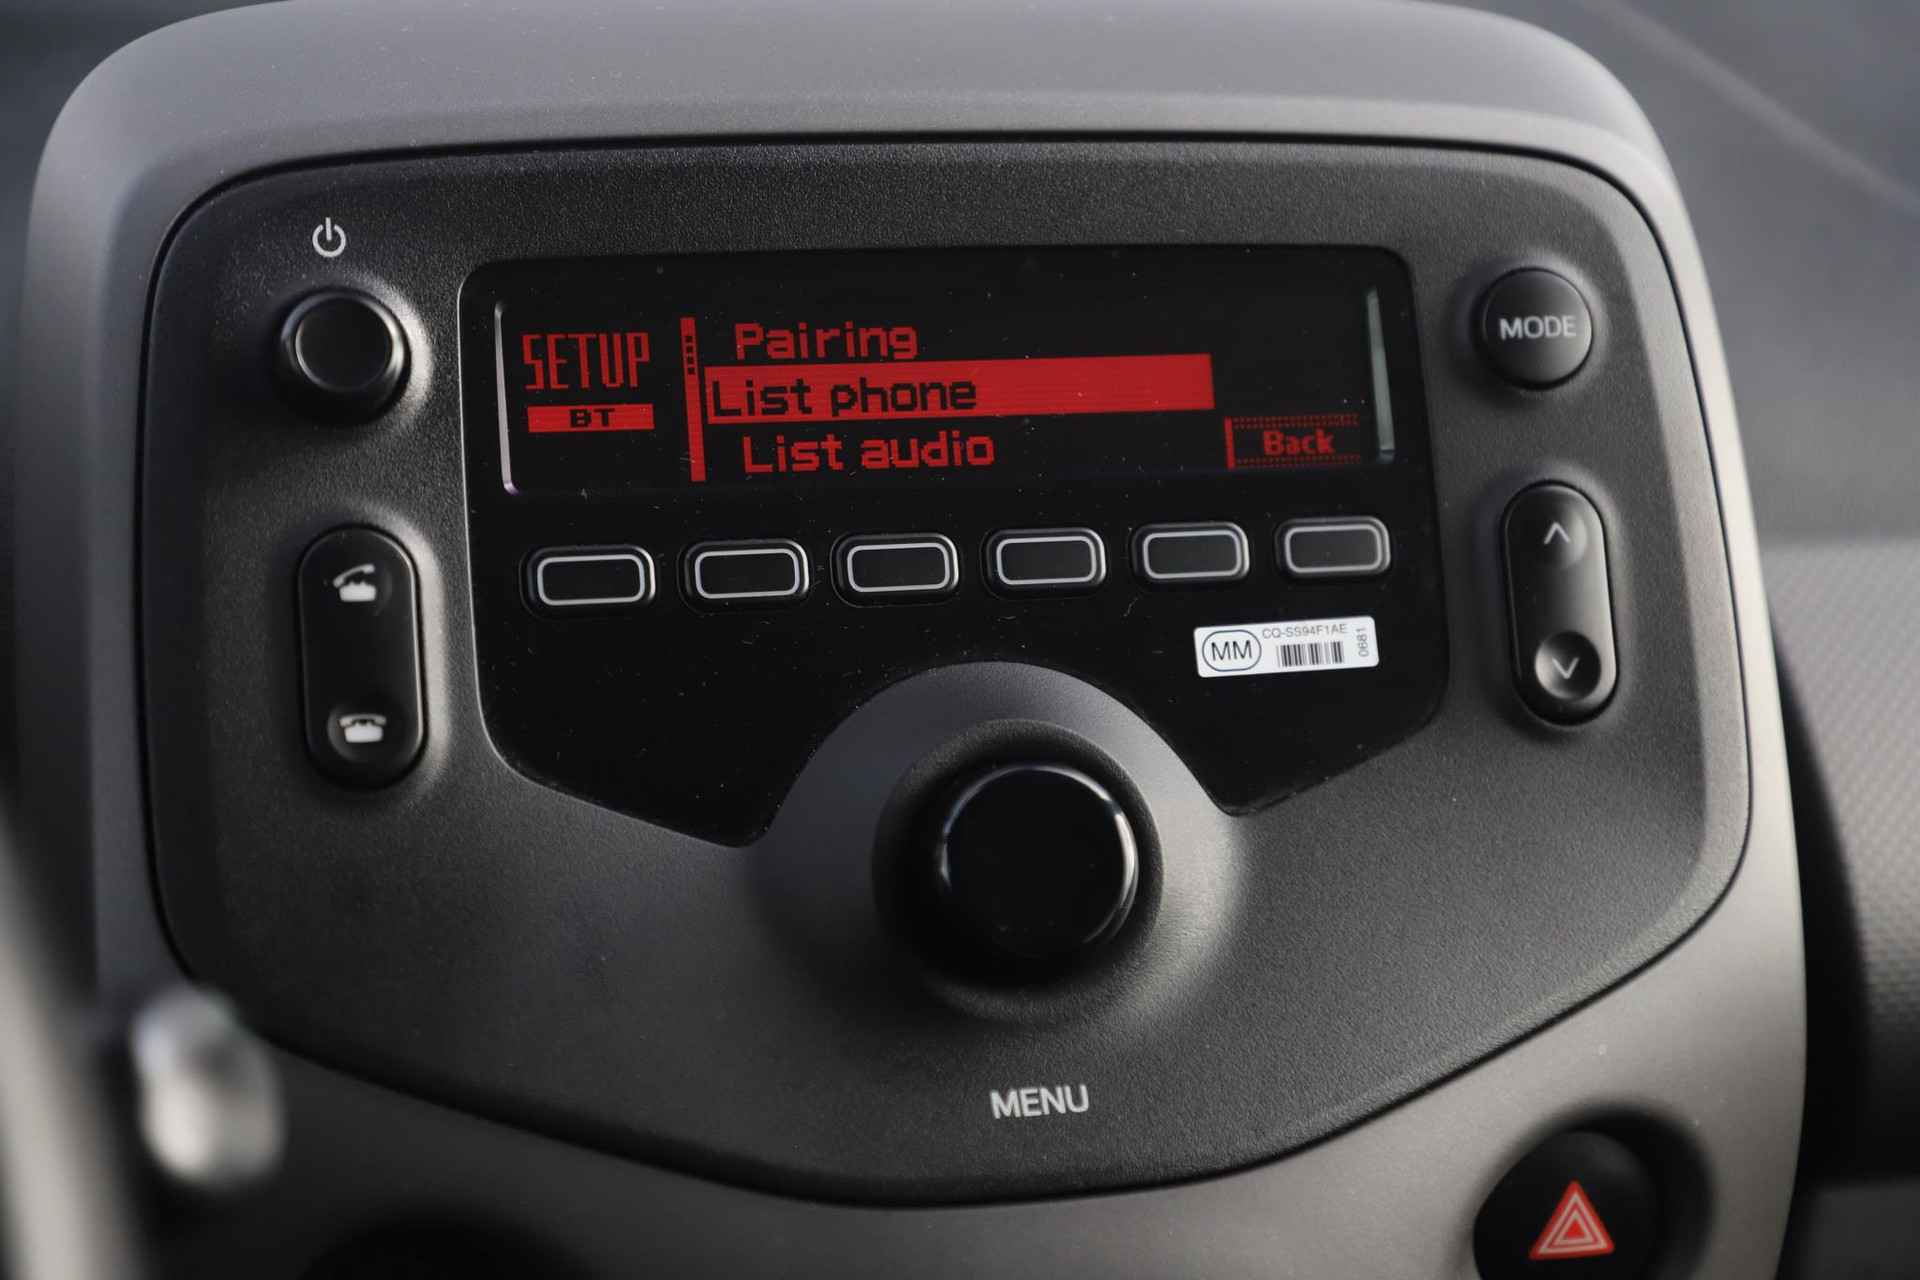 SETUP
BT
Pairing
List phone
List audio
Back
MODE
MM
CQ-SS94F1AE
0681
MENU